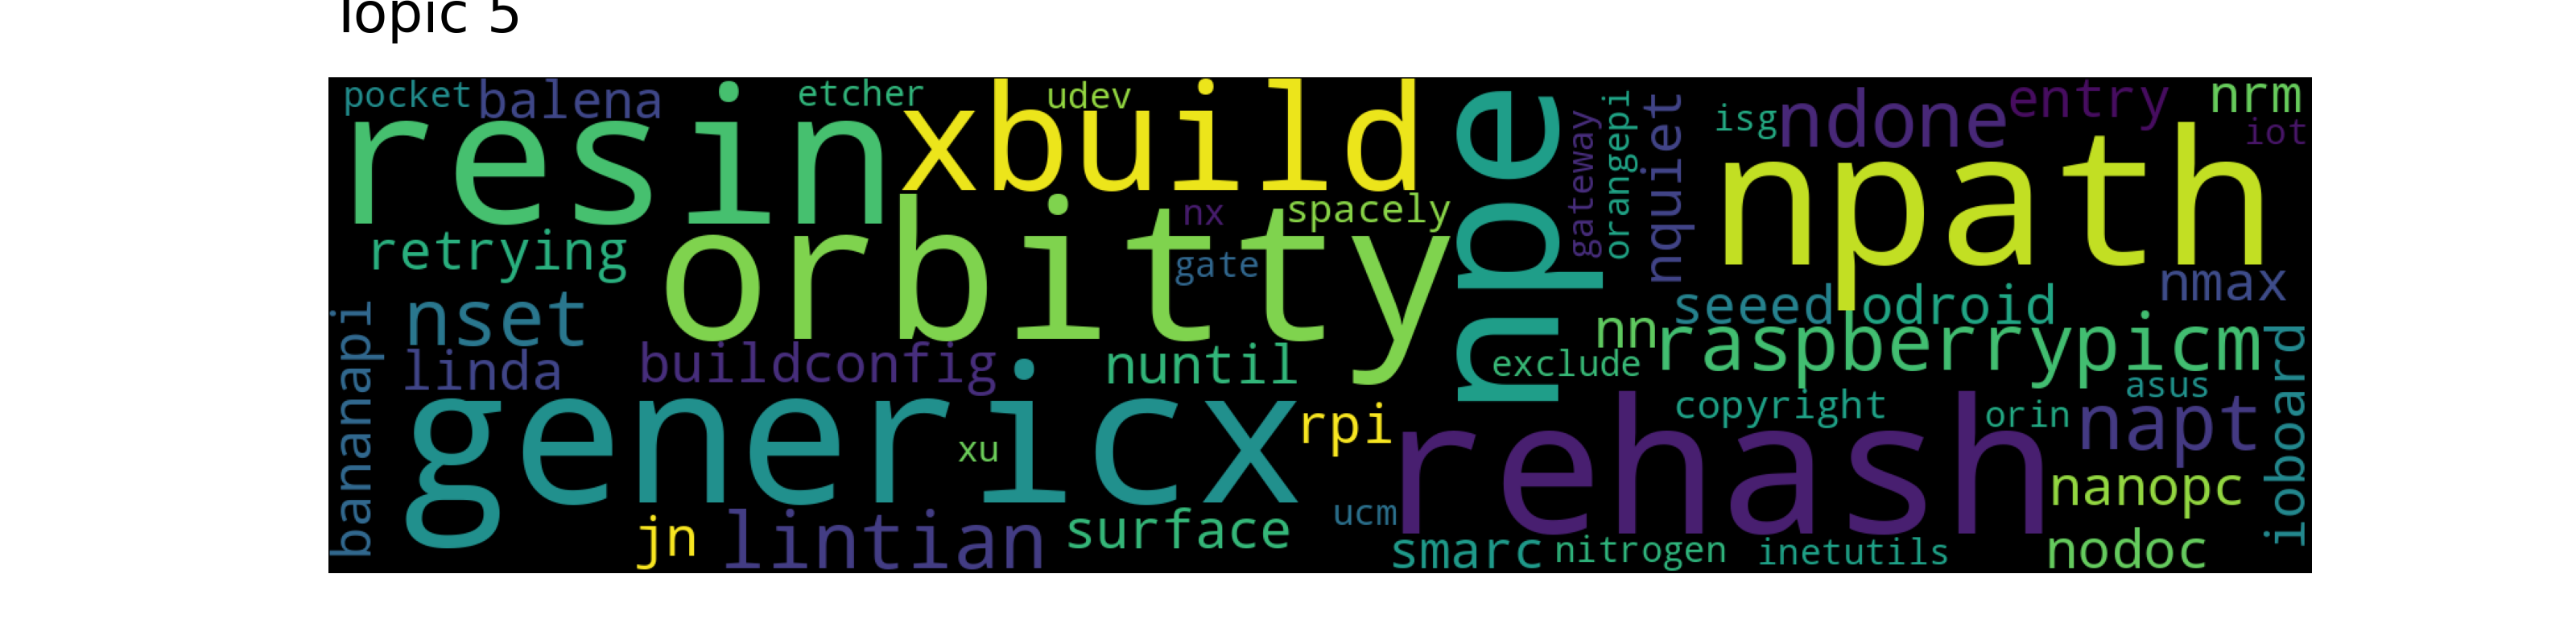 Topic 5
pocket balena etcher udev isg ndone entry nrm
resin xbuild npe gateway orangepi nquiet npath iot
retrying orbitty nx spacely
gate nmax
bananapi nset seeed odroid
linda buildconfig nuntil exclude nn raspberrypicm ioboard
genericx rpi copyright asus
xu rehash orin napt
nanopc
jn lintian surface ucm
smarc nitrogen inetutils nodoc